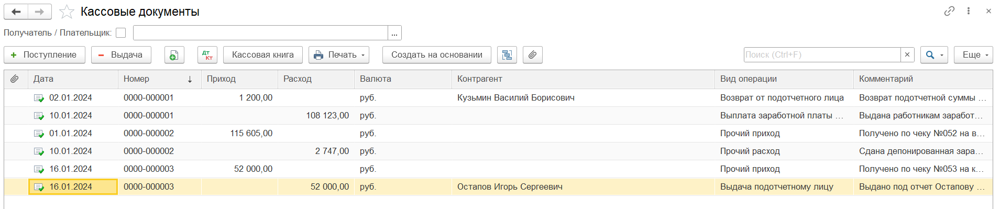 Кассовые документы
Получатель / Плательщик: ...
Поступление Выдача Дт Кт Кассовая книга Печать Создать на основании Поиск (Ctrl+F) × Еще
Дата Номер ↓ Приход Расход Валюта Контрагент Вид операции Комментарий
02.01.2024 0000-000001 1 200,00 руб. Кузьмин Василий Борисович Возврат от подотчетного лица Возврат подотчетной суммы ...
10.01.2024 0000-000001 108 123,00 руб. Выплата заработной платы ... Выдана работникам заработ...
01.01.2024 0000-000002 115 605,00 руб. Прочий приход Получено по чеку №052 на в...
10.01.2024 0000-000002 2 747,00 руб. Прочий расход Сдана депонированная зара...
16.01.2024 0000-000003 52 000,00 руб. Прочий приход Получено по чеку №053 на к...
16.01.2024 0000-000003 52 000,00 руб. Остапов Игорь Сергеевич Выдача подотчетному лицу Выдано под отчет Остапову ...